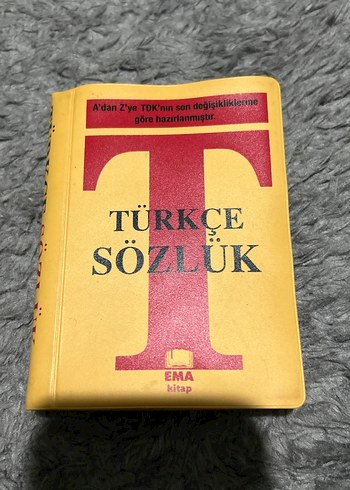 A'dan Z'ye TDK'nın son değişikliklerine
göre hazırlanmıştır.
T
TÜRKÇE
SÖZLÜK
EMA
kitap